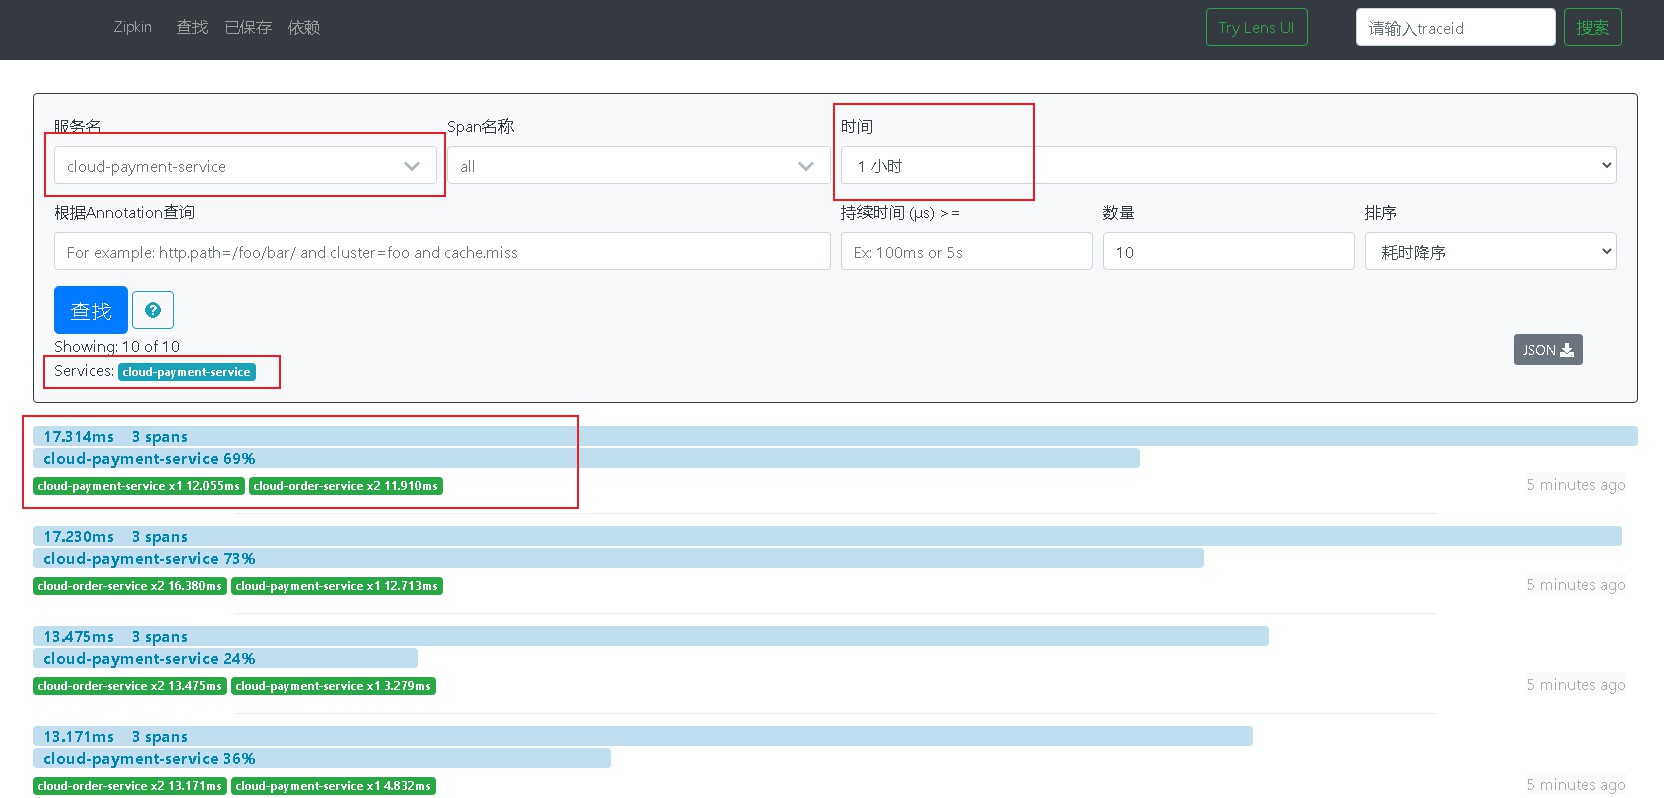 Zipkin 查找 已保存 依赖 Try Lens UI 请输入traceid 搜索
服务名 Span名称 时间
cloud-payment-service all 1 小时
根据Annotation查询 持续时间 (μs) >= 数量 排序
For example: http.path=/foo/bar/ and cluster=foo and cache.miss Ex: 100ms or 5s 10 耗时降序
查找
Showing: 10 of 10
JSON
Services: cloud-payment-service
17.314ms 3 spans
cloud-payment-service 69%
cloud-payment-service x1 12.055ms cloud-order-service x2 11.910ms 5 minutes ago
17.230ms 3 spans
cloud-payment-service 73%
cloud-order-service x2 16.380ms cloud-payment-service x1 12.713ms 5 minutes ago
13.475ms 3 spans
cloud-payment-service 24%
cloud-order-service x2 13.475ms cloud-payment-service x1 3.279ms 5 minutes ago
13.171ms 3 spans
cloud-payment-service 36%
cloud-order-service x2 13.171ms cloud-payment-service x1 4.832ms 5 minutes ago